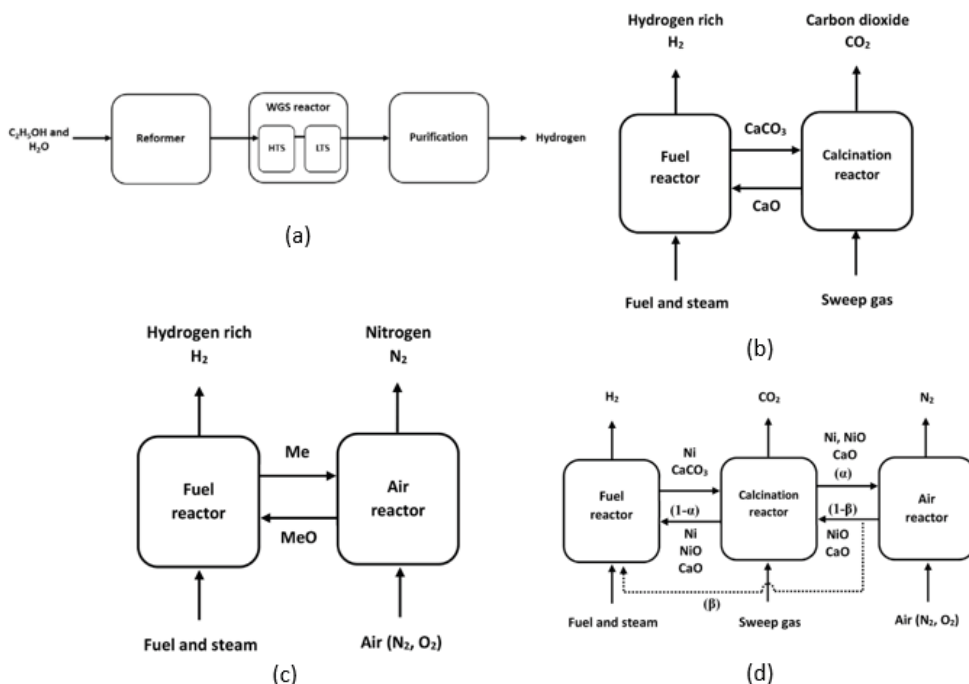 C₂H₅OH and
H₂O
Reformer
WGS reactor
HTS
LTS
Purification
Hydrogen
(a)
Hydrogen rich
H₂
Carbon dioxide
CO₂
Fuel
reactor
CaCO₃
CaO
Calcination
reactor
Fuel and steam
Sweep gas
(b)
Hydrogen rich
H₂
Nitrogen
N₂
Fuel
reactor
Me
MeO
Air
reactor
Fuel and steam
Air (N₂, O₂)
(c)
H₂
CO₂
N₂
Fuel
reactor
Ni
CaCO₃
(1-α)
Ni
NiO
CaO
Calcination
reactor
Ni, NiO
CaO
(α)
(1-β)
NiO
CaO
Air
reactor
(β)
Fuel and steam
Sweep gas
Air (N₂, O₂)
(d)